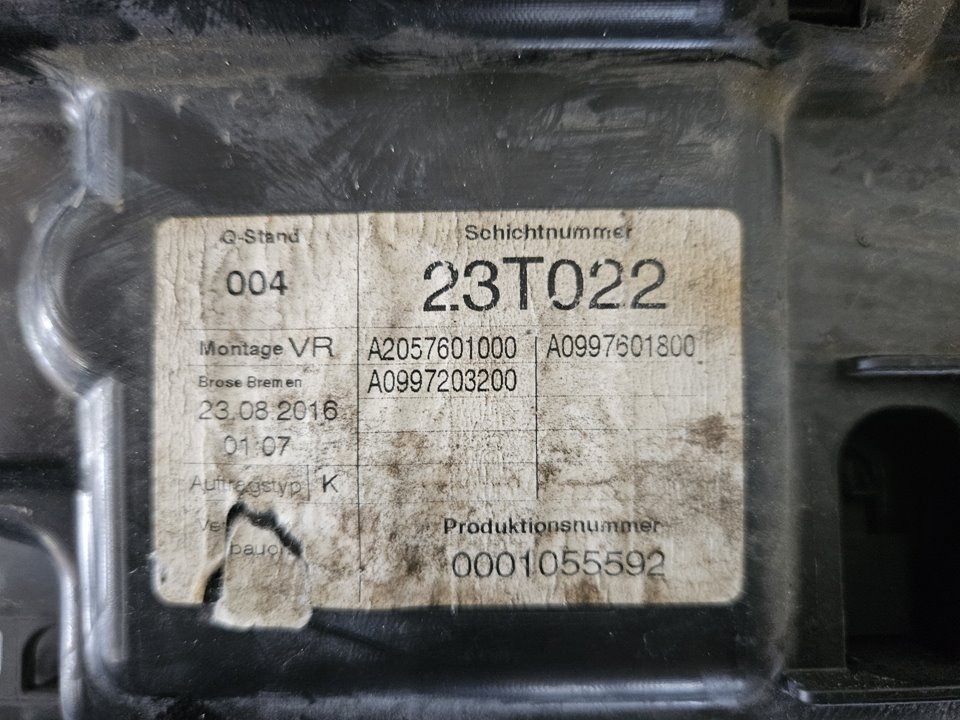 Q-Stand
Schichtnummer
004
23T022
Montage VR
A2057601000
A0997601800
Brose Bremen
A0997203200
23.08.2016
01:07
Auftragstyp K
Produktionsnummer
0001055592